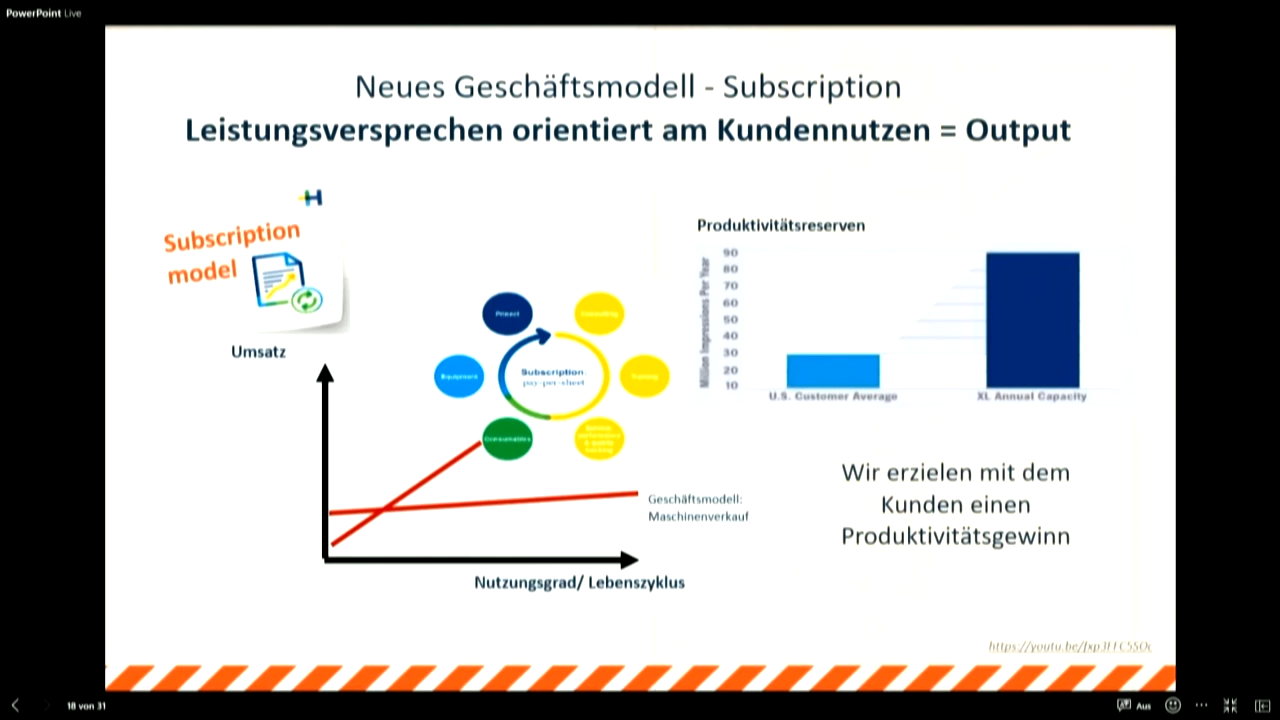 PowerPoint Live
Neues Geschäftsmodell - Subscription
Leistungsversprechen orientiert am Kundennutzen = Output
Subscription
model
Umsatz
Prinect
Consulting
Equipment
Subscription
pay-per-sheet
Training
Consumables
Geschäftsmodell:
Maschinenverkauf
Nutzungsgrad/ Lebenszyklus
Produktivitätsreserven
Million Impressions Per Year
90
80
70
60
50
40
30
20
10
U.S. Customer Average
XL Annual Capacity
Wir erzielen mit dem
Kunden einen
Produktivitätsgewinn
18 von 31
Aus